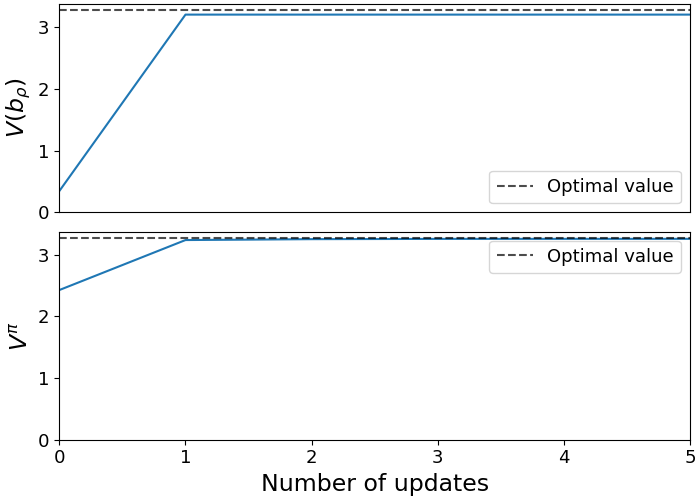 3
2
1
0
V(b_ρ)
Optimal value
3
2
1
0
V^π
Optimal value
0 1 2 3 4 5
Number of updates